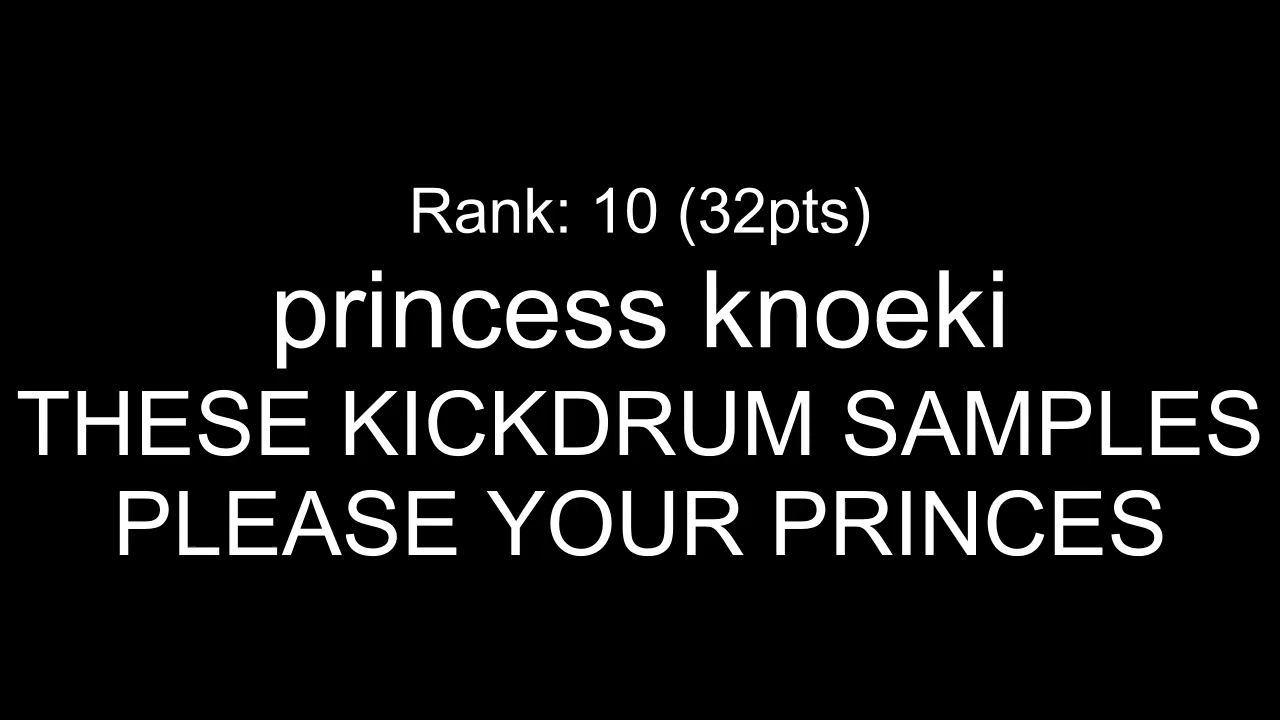 Rank: 10 (32pts)
princess knoeki
THESE KICKDRUM SAMPLES
PLEASE YOUR PRINCES